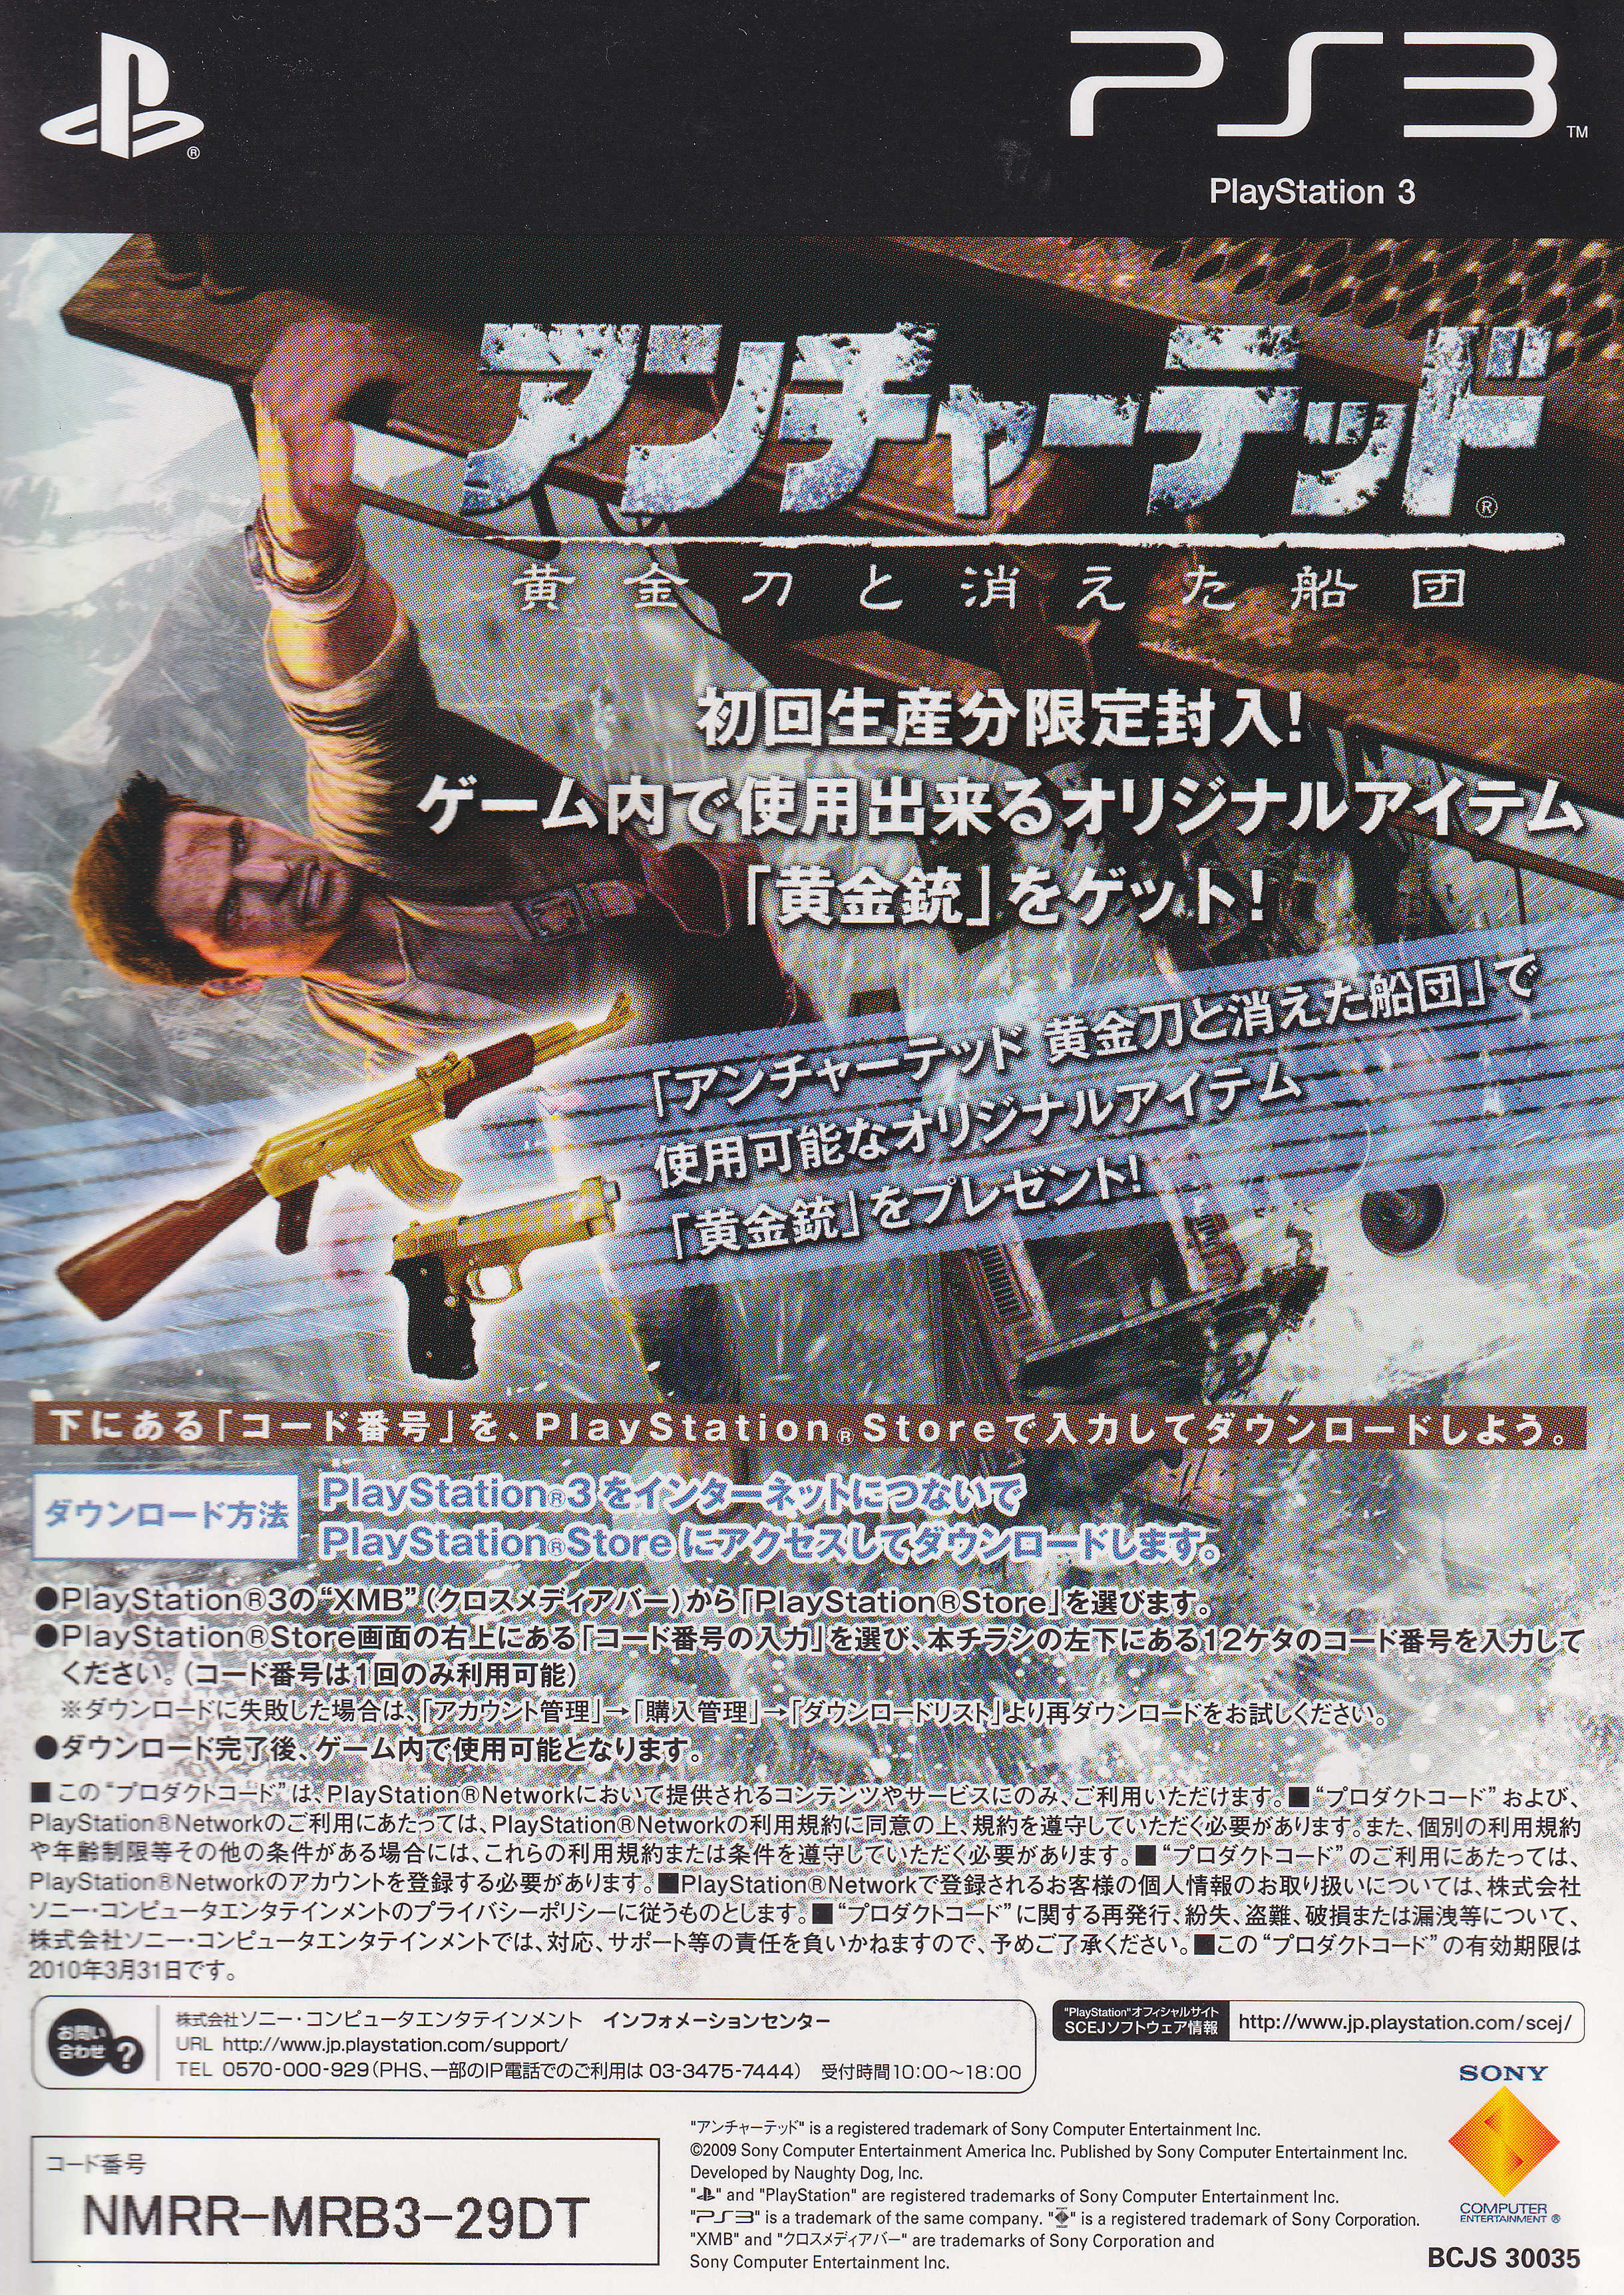 PS3™
PlayStation 3
アンチャーテッド®
黄金刀と消えた船団
初回生産分限定封入!
ゲーム内で使用出来るオリジナルアイテム
「黄金銃」をゲット!
「アンチャーテッド 黄金刀と消えた船団」で
使用可能なオリジナルアイテム
「黄金銃」をプレゼント!
下にある「コード番号」を、PlayStation®Storeで入力してダウンロードしよう。
ダウンロード方法
PlayStation®3をインターネットにつないで
PlayStation®Storeにアクセスしてダウンロードします。
●PlayStation®3の“XMB”(クロスメディアバー)から「PlayStation®Store」を選びます。
●PlayStation®Store画面の右上にある「コード番号の入力」を選び、本チラシの左下にある12ケタのコード番号を入力して
ください。(コード番号は1回のみ利用可能)
※ダウンロードに失敗した場合は、「アカウント管理」→「購入管理」→「ダウンロードリスト」より再ダウンロードをお試しください。
●ダウンロード完了後、ゲーム内で使用可能となります。
■この“プロダクトコード”は、PlayStation®Networkにおいて提供されるコンテンツやサービスにのみ、ご利用いただけます。■“プロダクトコード”および、
PlayStation®Networkのご利用にあたっては、PlayStation®Networkの利用規約に同意の上、規約を遵守していただく必要があります。また、個別の利用規約
や年齢制限等その他の条件がある場合には、これらの利用規約または条件を遵守していただく必要があります。■“プロダクトコード”のご利用にあたっては、
PlayStation®Networkのアカウントを登録する必要があります。■PlayStation®Networkで登録されるお客様の個人情報のお取り扱いについては、株式会社
ソニー・コンピュータエンタテインメントのプライバシーポリシーに従うものとします。■“プロダクトコード”に関する再発行、紛失、盗難、破損または漏洩等について、
株式会社ソニー・コンピュータエンタテインメントでは、対応、サポート等の責任を負いかねますので、予めご了承ください。■この“プロダクトコード”の有効期限は
2010年3月31日です。
お問い合わせ?
株式会社ソニー・コンピュータエンタテインメント インフォメーションセンター
URL http://www.jp.playstation.com/support/
TEL 0570-000-929(PHS、一部のIP電話でのご利用は 03-3475-7444) 受付時間10:00〜18:00
"PlayStation"オフィシャルサイト
SCEJソフトウェア情報
http://www.jp.playstation.com/scej/
コード番号
NMRR-MRB3-29DT
"アンチャーテッド" is a registered trademark of Sony Computer Entertainment Inc.
©2009 Sony Computer Entertainment America Inc. Published by Sony Computer Entertainment Inc.
Developed by Naughty Dog, Inc.
"" and "PlayStation" are registered trademarks of Sony Computer Entertainment Inc.
"PS3" is a trademark of the same company. "" is a registered trademark of Sony Corporation.
"XMB" and "クロスメディアバー" are trademarks of Sony Corporation and
Sony Computer Entertainment Inc.
SONY
COMPUTER
ENTERTAINMENT®
BCJS 30035